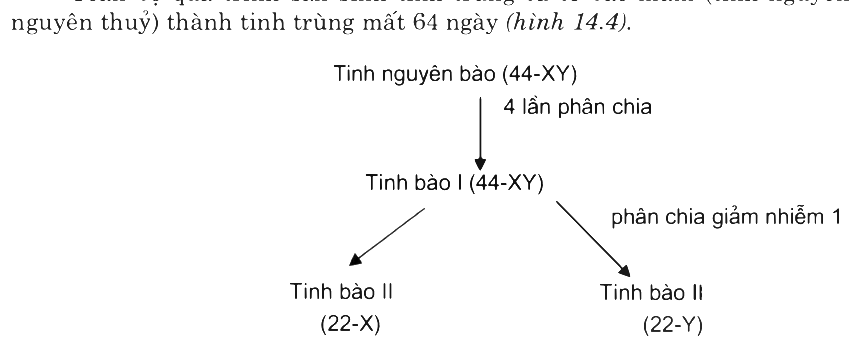 nguyên thuỷ) thành tinh trùng mất 64 ngày (hình 14.4).
Tinh nguyên bào (44-XY)
4 lần phân chia
Tinh bào I (44-XY)
phân chia giảm nhiễm 1
Tinh bào II
Tinh bào II
(22-X)
(22-Y)